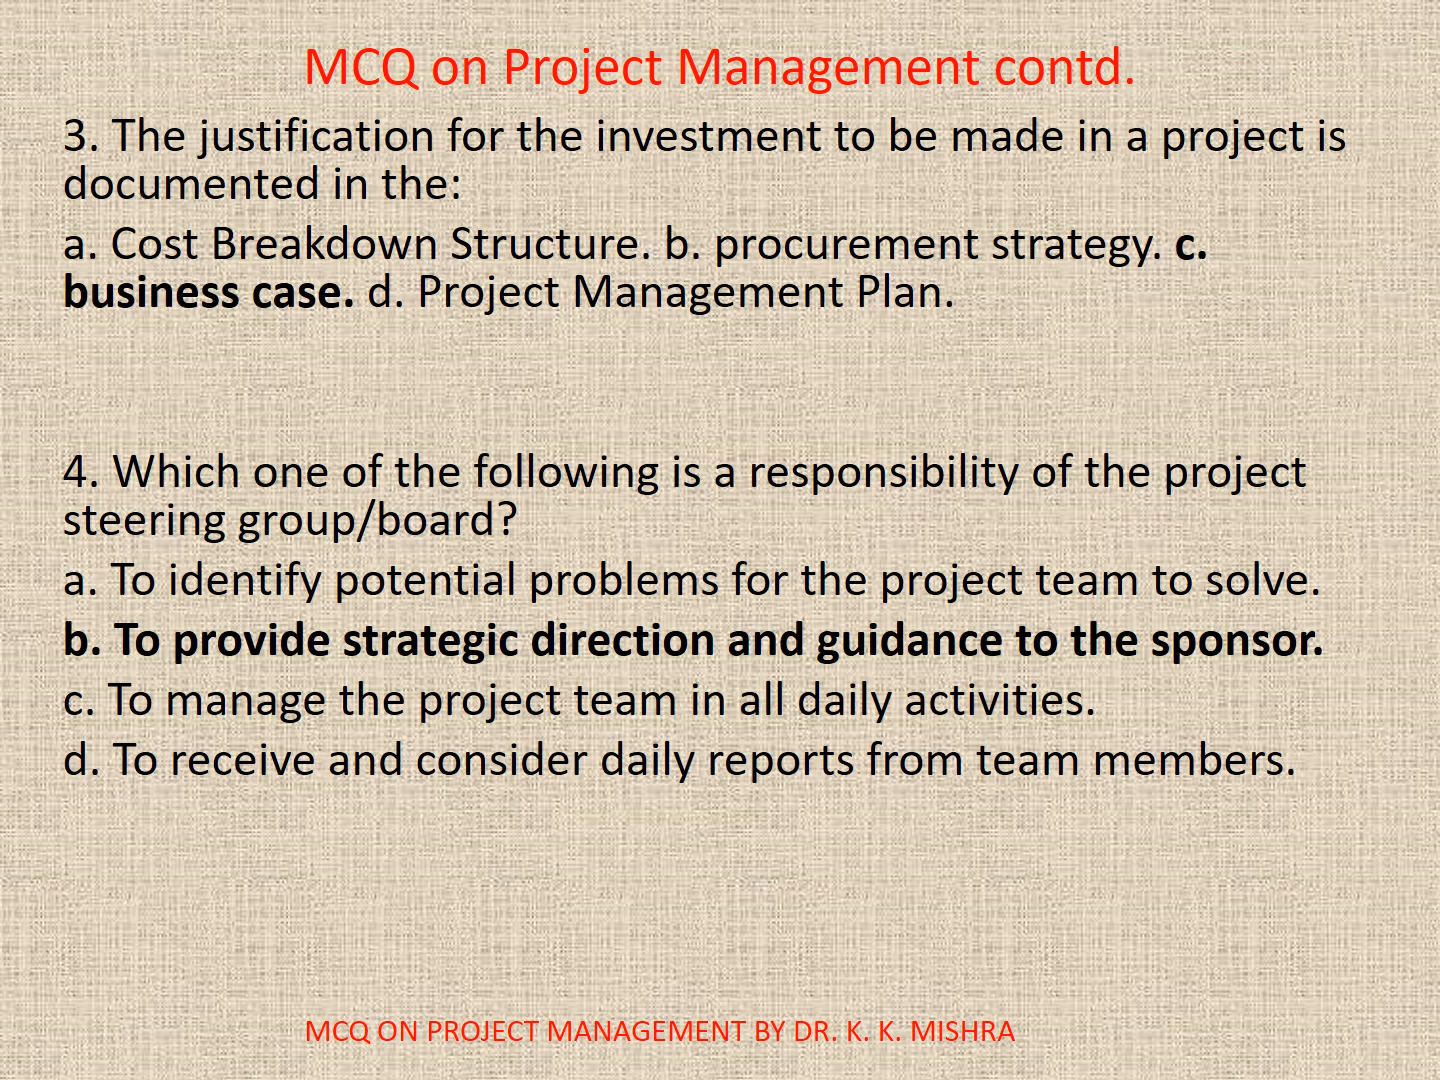 MCQ on Project Management contd.
3. The justification for the investment to be made in a project is
documented in the:
a. Cost Breakdown Structure. b. procurement strategy. c.
business case. d. Project Management Plan.
4. Which one of the following is a responsibility of the project
steering group/board?
a. To identify potential problems for the project team to solve.
b. To provide strategic direction and guidance to the sponsor.
c. To manage the project team in all daily activities.
d. To receive and consider daily reports from team members.
MCQ ON PROJECT MANAGEMENT BY DR. K. K. MISHRA